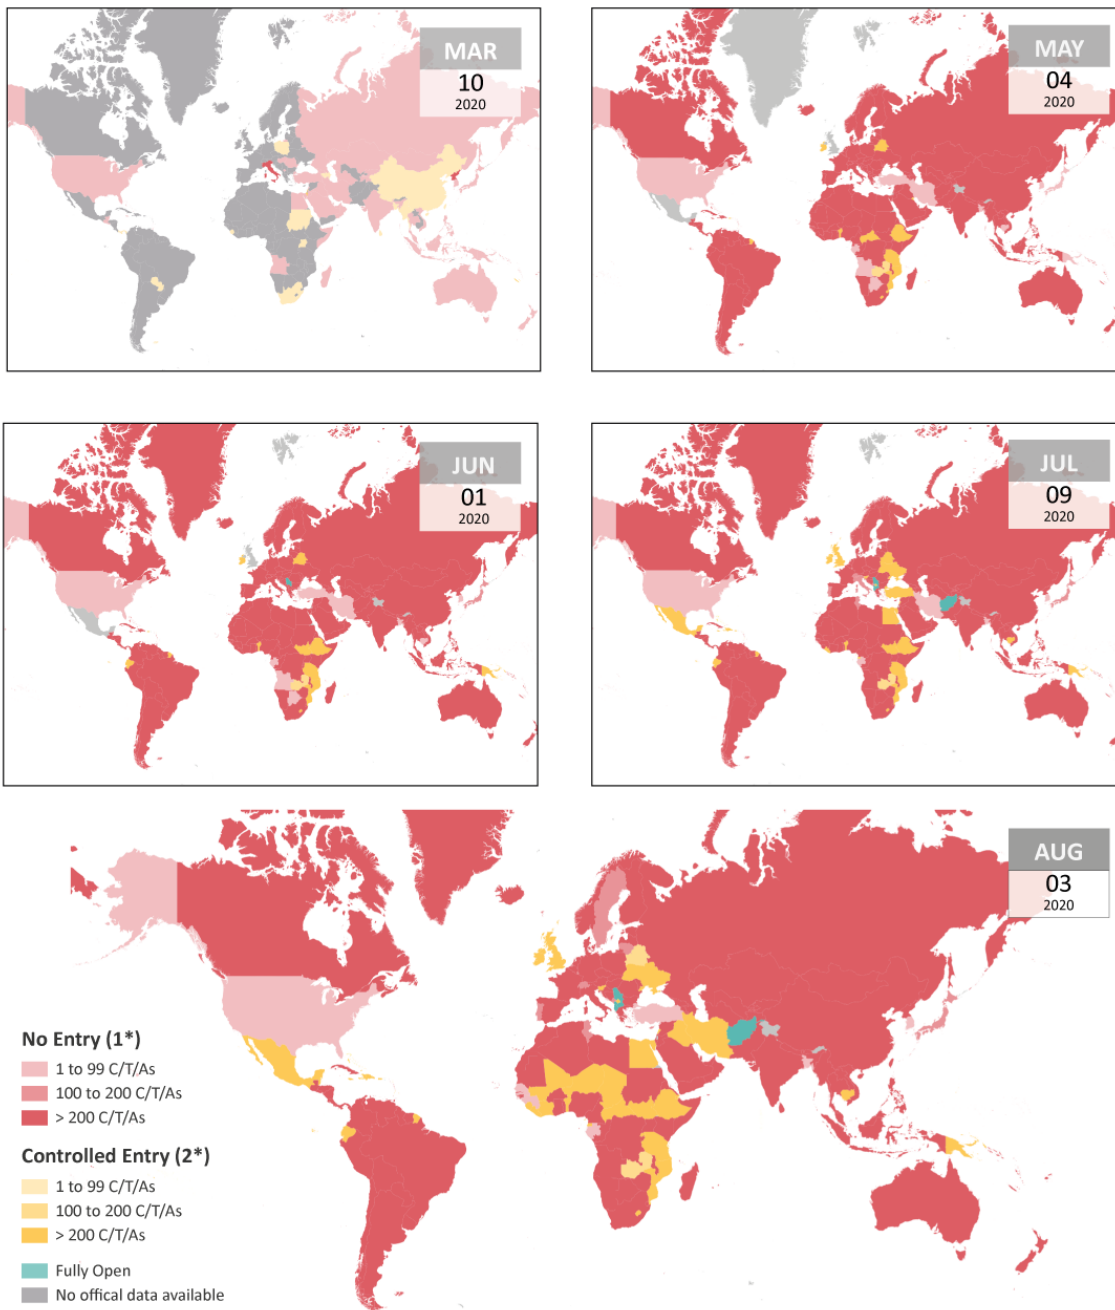 MAR
10
2020
MAY
04
2020
JUN
01
2020
JUL
09
2020
AUG
03
2020
No Entry (1*)
1 to 99 C/T/As
100 to 200 C/T/As
> 200 C/T/As
Controlled Entry (2*)
1 to 99 C/T/As
100 to 200 C/T/As
> 200 C/T/As
Fully Open
No offical data available